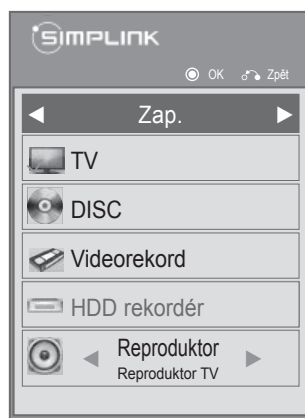 SIMPLINK
OK Zpět
Zap.
TV
DISC
Videorekord
HDD rekordér
Reproduktor
Reproduktor TV